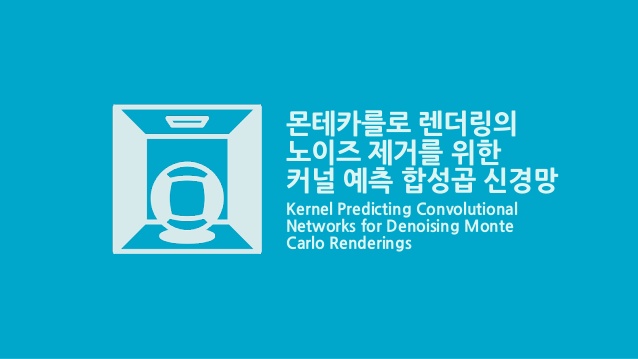 몬테카를로 렌더링의
노이즈 제거를 위한
커널 예측 합성곱 신경망
Kernel Predicting Convolutional
Networks for Denoising Monte
Carlo Renderings